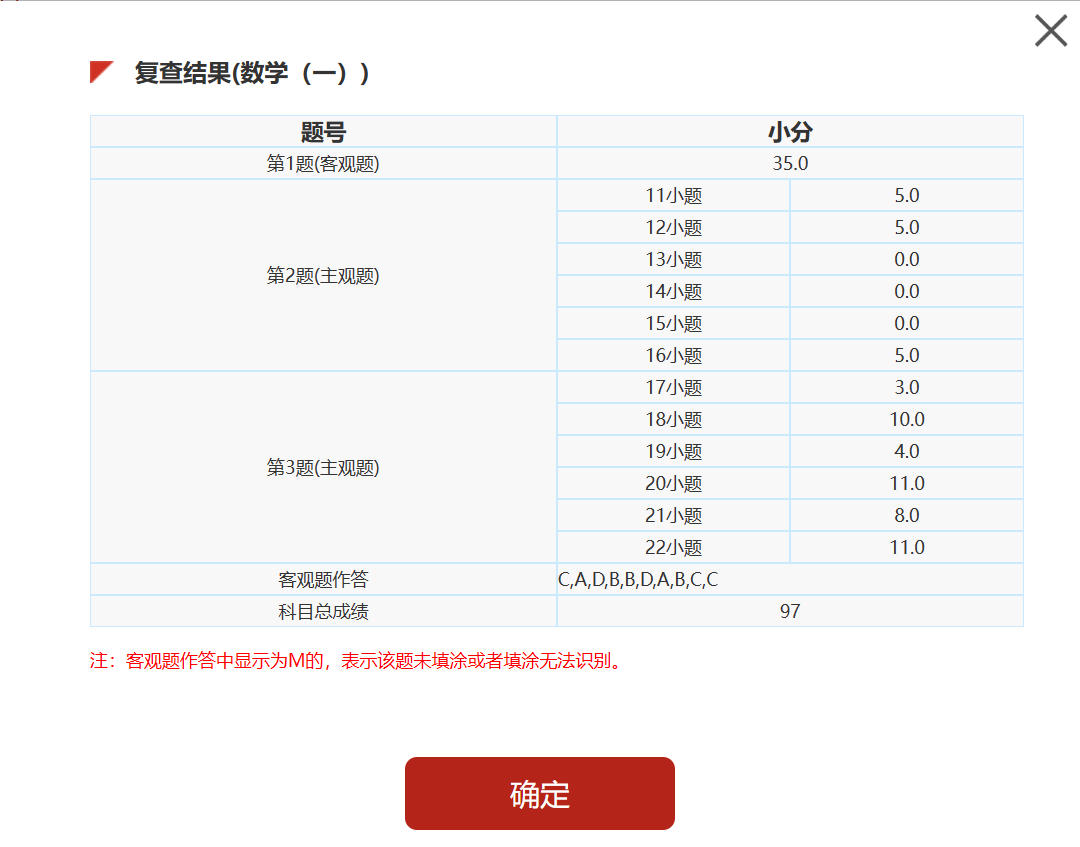 复查结果(数学（一）)
题号 小分
第1题(客观题) 35.0
第2题(主观题)
11小题 5.0
12小题 5.0
13小题 0.0
14小题 0.0
15小题 0.0
16小题 5.0
第3题(主观题)
17小题 3.0
18小题 10.0
19小题 4.0
20小题 11.0
21小题 8.0
22小题 11.0
客观题作答 C,A,D,B,B,D,A,B,C,C
科目总成绩 97
注：客观题作答中显示为M的，表示该题未填涂或者填涂无法识别。
确定